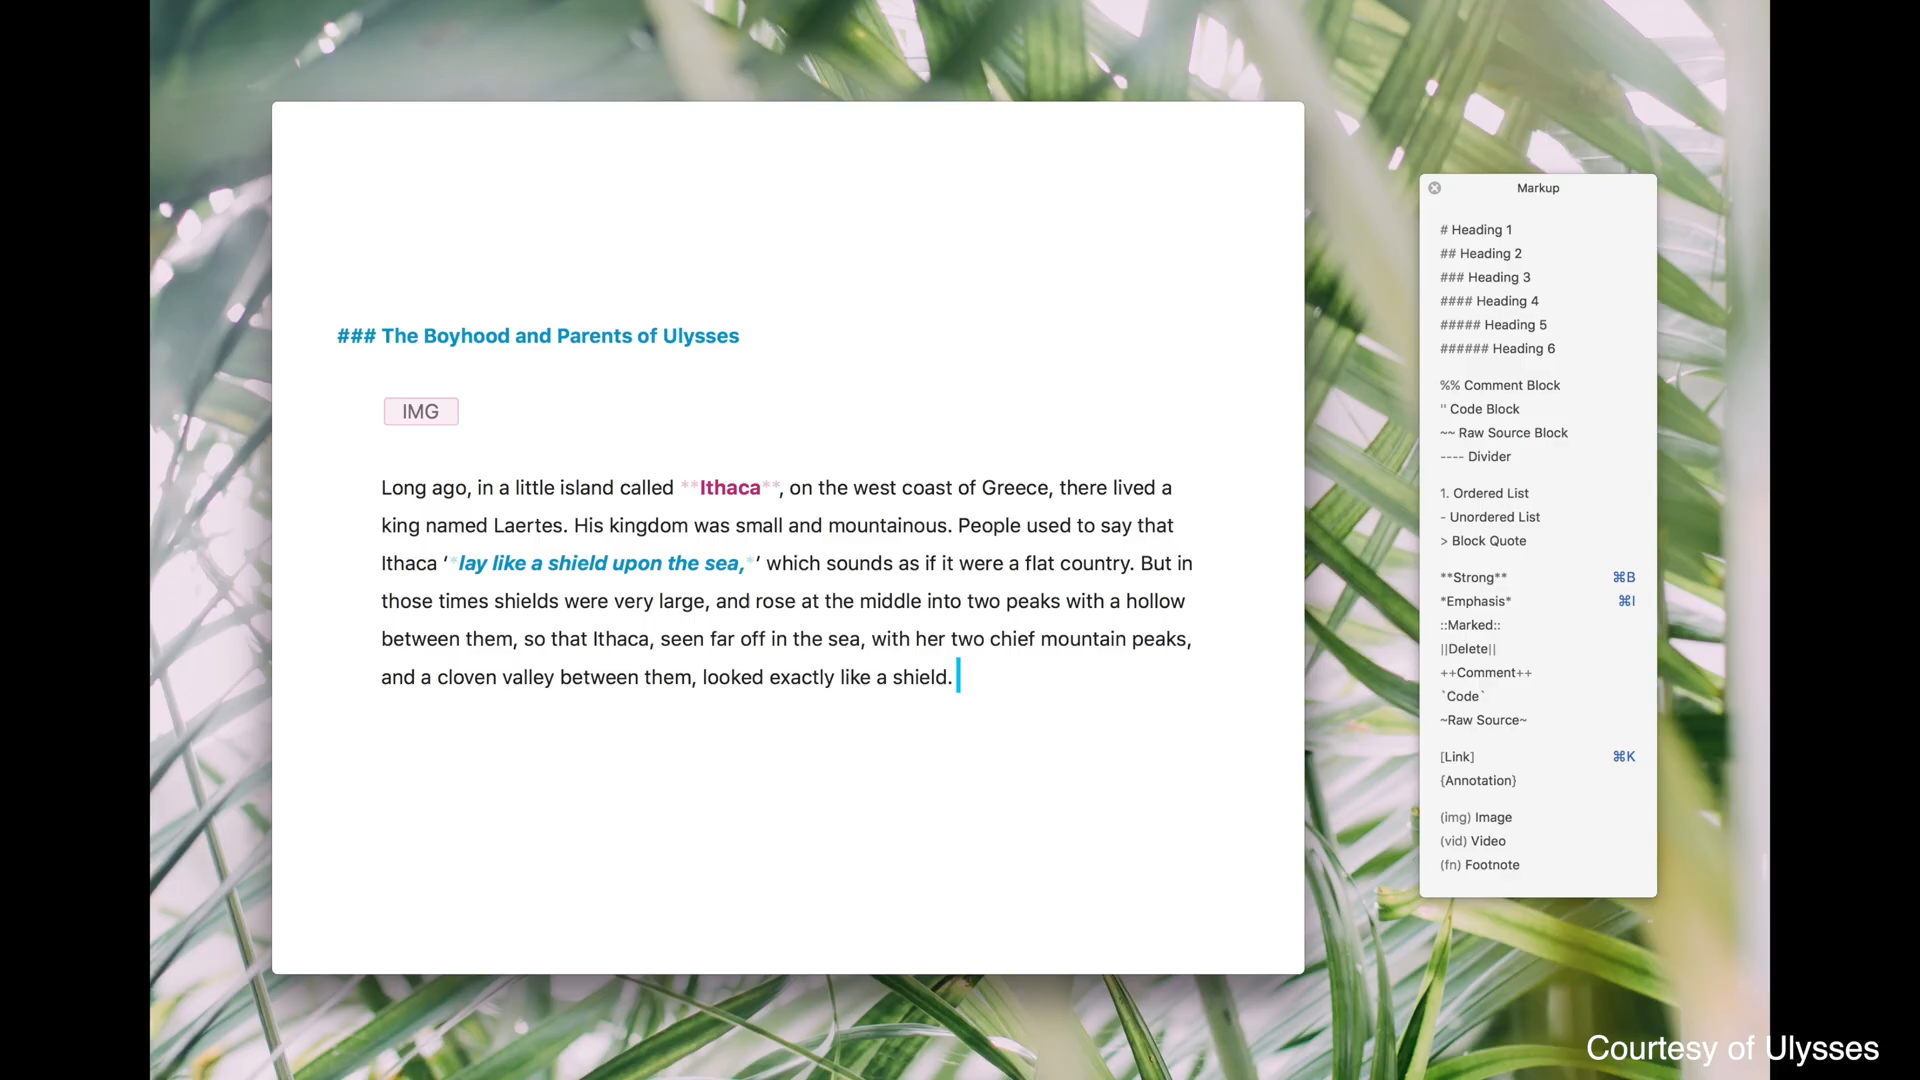 ### The Boyhood and Parents of Ulysses
IMG
Long ago, in a little island called **Ithaca**, on the west coast of Greece, there lived a
king named Laertes. His kingdom was small and mountainous. People used to say that
Ithaca ‘*lay like a shield upon the sea,*’ which sounds as if it were a flat country. But in
those times shields were very large, and rose at the middle into two peaks with a hollow
between them, so that Ithaca, seen far off in the sea, with her two chief mountain peaks,
and a cloven valley between them, looked exactly like a shield.
Markup
# Heading 1
## Heading 2
### Heading 3
#### Heading 4
##### Heading 5
###### Heading 6
%% Comment Block
'' Code Block
~~ Raw Source Block
---- Divider
1. Ordered List
- Unordered List
> Block Quote
**Strong** ⌘B
*Emphasis* ⌘I
::Marked::
||Delete||
++Comment++
`Code`
~Raw Source~
[Link] ⌘K
{Annotation}
(img) Image
(vid) Video
(fn) Footnote
Courtesy of Ulysses